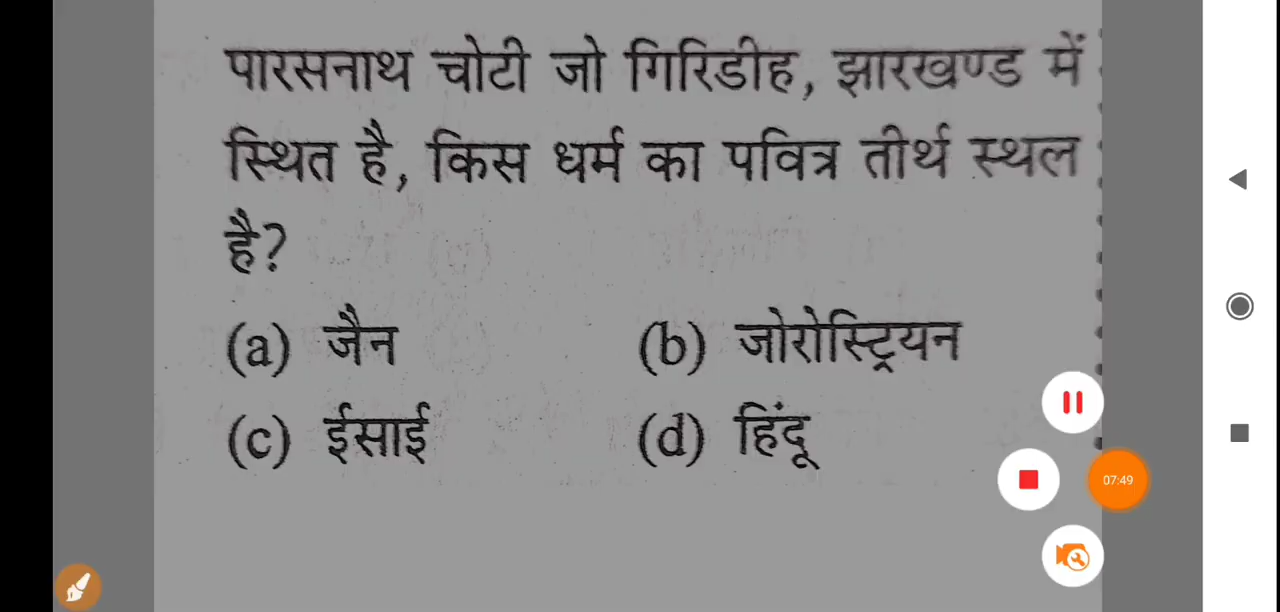 पारसनाथ चोटी जो गिरिडीह, झारखण्ड में
स्थित है, किस धर्म का पवित्र तीर्थ स्थल
है?
(a) जैन (b) जोरोस्ट्रियन
(c) ईसाई (d) हिंदू
07:49